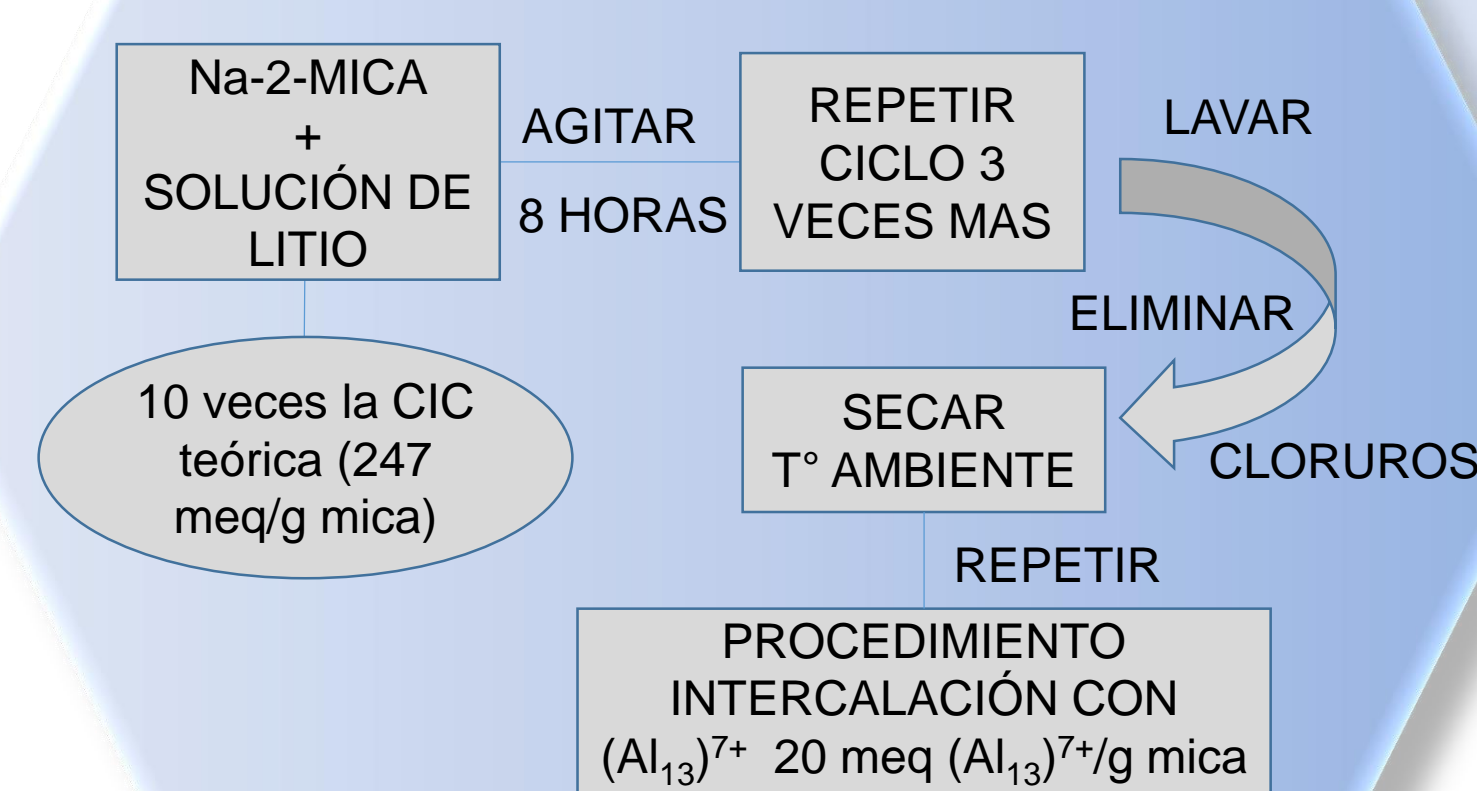 Na-2-MICA
+
SOLUCIÓN DE
LITIO
AGITAR
8 HORAS
REPETIR
CICLO 3
VECES MAS
LAVAR
ELIMINAR
CLORUROS
10 veces la CIC
teórica (247
meq/g mica)
SECAR
T° AMBIENTE
REPETIR
PROCEDIMIENTO
INTERCALACIÓN CON
(Al₁₃)⁷⁺ 20 meq (Al₁₃)⁷⁺/g mica